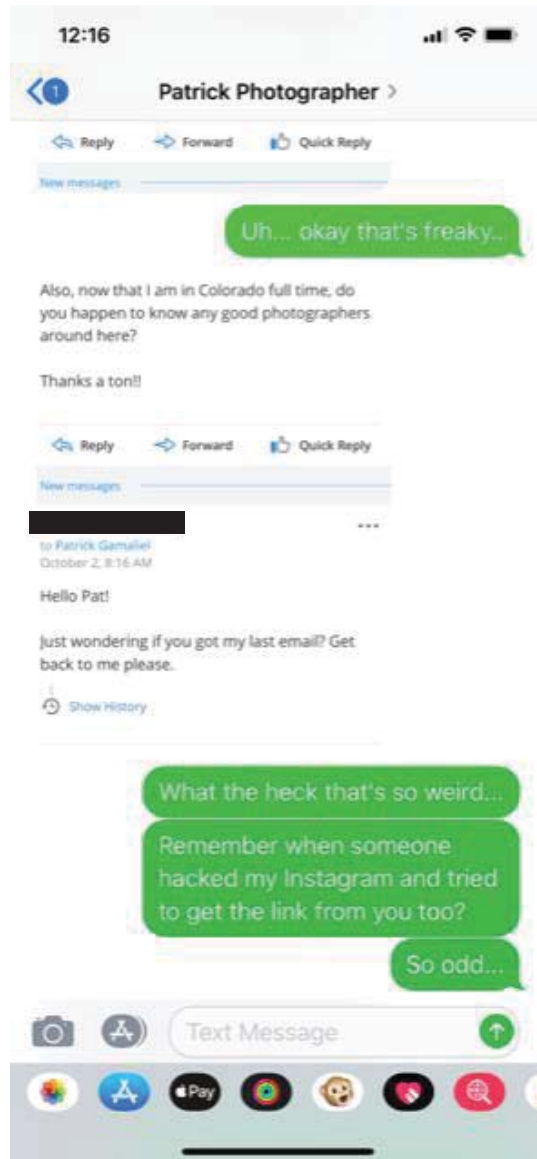 12:16
1
Patrick Photographer >
Reply Forward Quick Reply
New messages
Uh... okay that's freaky..
Also, now that I am in Colorado full time, do
you happen to know any good photographers
around here?
Thanks a ton!!
Reply Forward Quick Reply
New messages
to Patrick Gamaliel
October 2, 8:16 AM
Hello Pat!
Just wondering if you got my last email? Get
back to me please.
Show History
What the heck that's so weird...
Remember when someone
hacked my Instagram and tried
to get the link from you too?
So odd...
Text Message
Pay